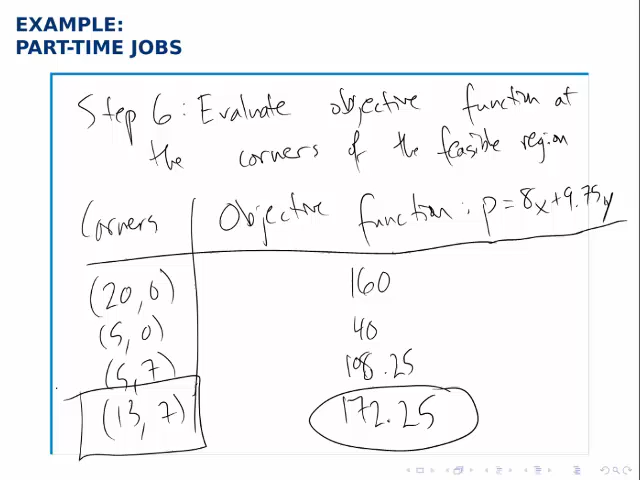 EXAMPLE:
PART-TIME JOBS
Step 6: Evaluate objective function at
the corners of the feasible region
Corners Objective function: p=8x+9.75y
(20,0) 160
(5,0) 40
(5,7) 108.25
(13,7) 172.25